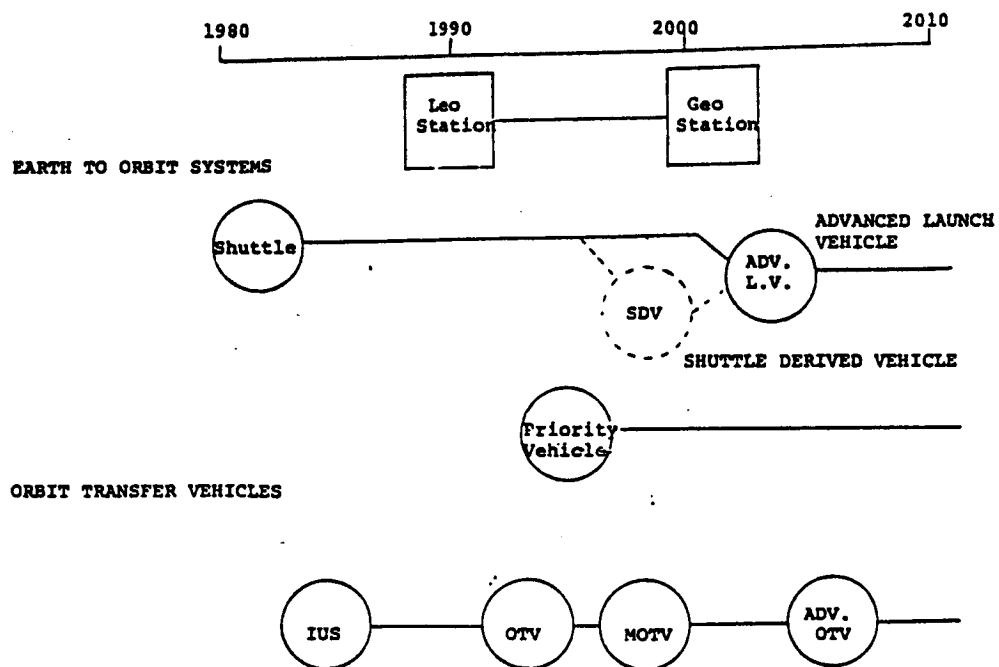 1980 1990 2000 2010
Leo
Station
Geo
Station
EARTH TO ORBIT SYSTEMS
Shuttle
ADVANCED LAUNCH
VEHICLE
ADV.
L.V.
SDV
SHUTTLE DERIVED VEHICLE
Priority
Vehicle
ORBIT TRANSFER VEHICLES
IUS
OTV
MOTV
ADV.
OTV